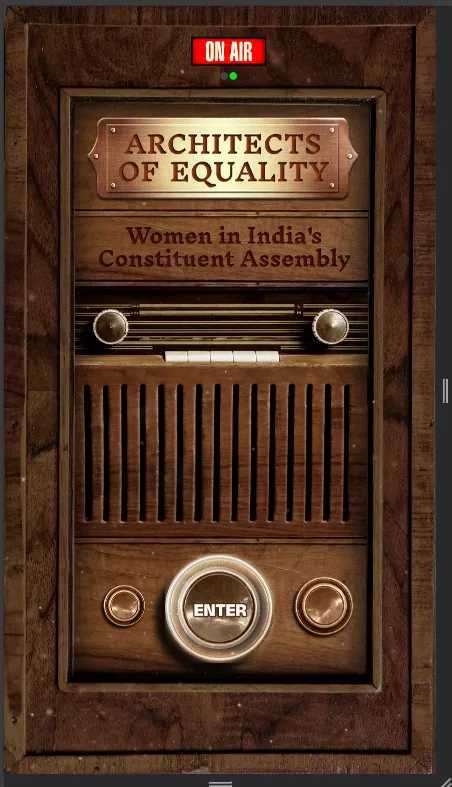 ON AIR
ARCHITECTS
OF EQUALITY
Women in India's
Constituent Assembly
ENTER